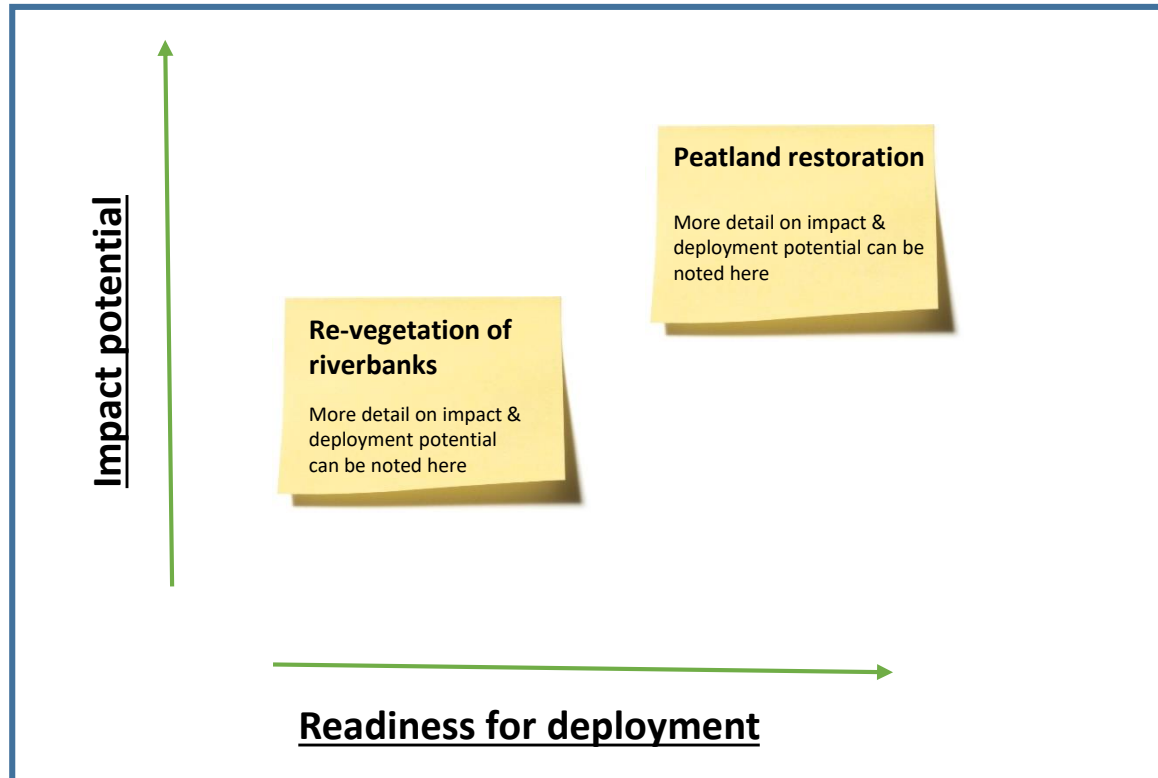 Impact potential
Peatland restoration
More detail on impact &
deployment potential can be
noted here
Re-vegetation of
riverbanks
More detail on impact &
deployment potential
can be noted here
Readiness for deployment